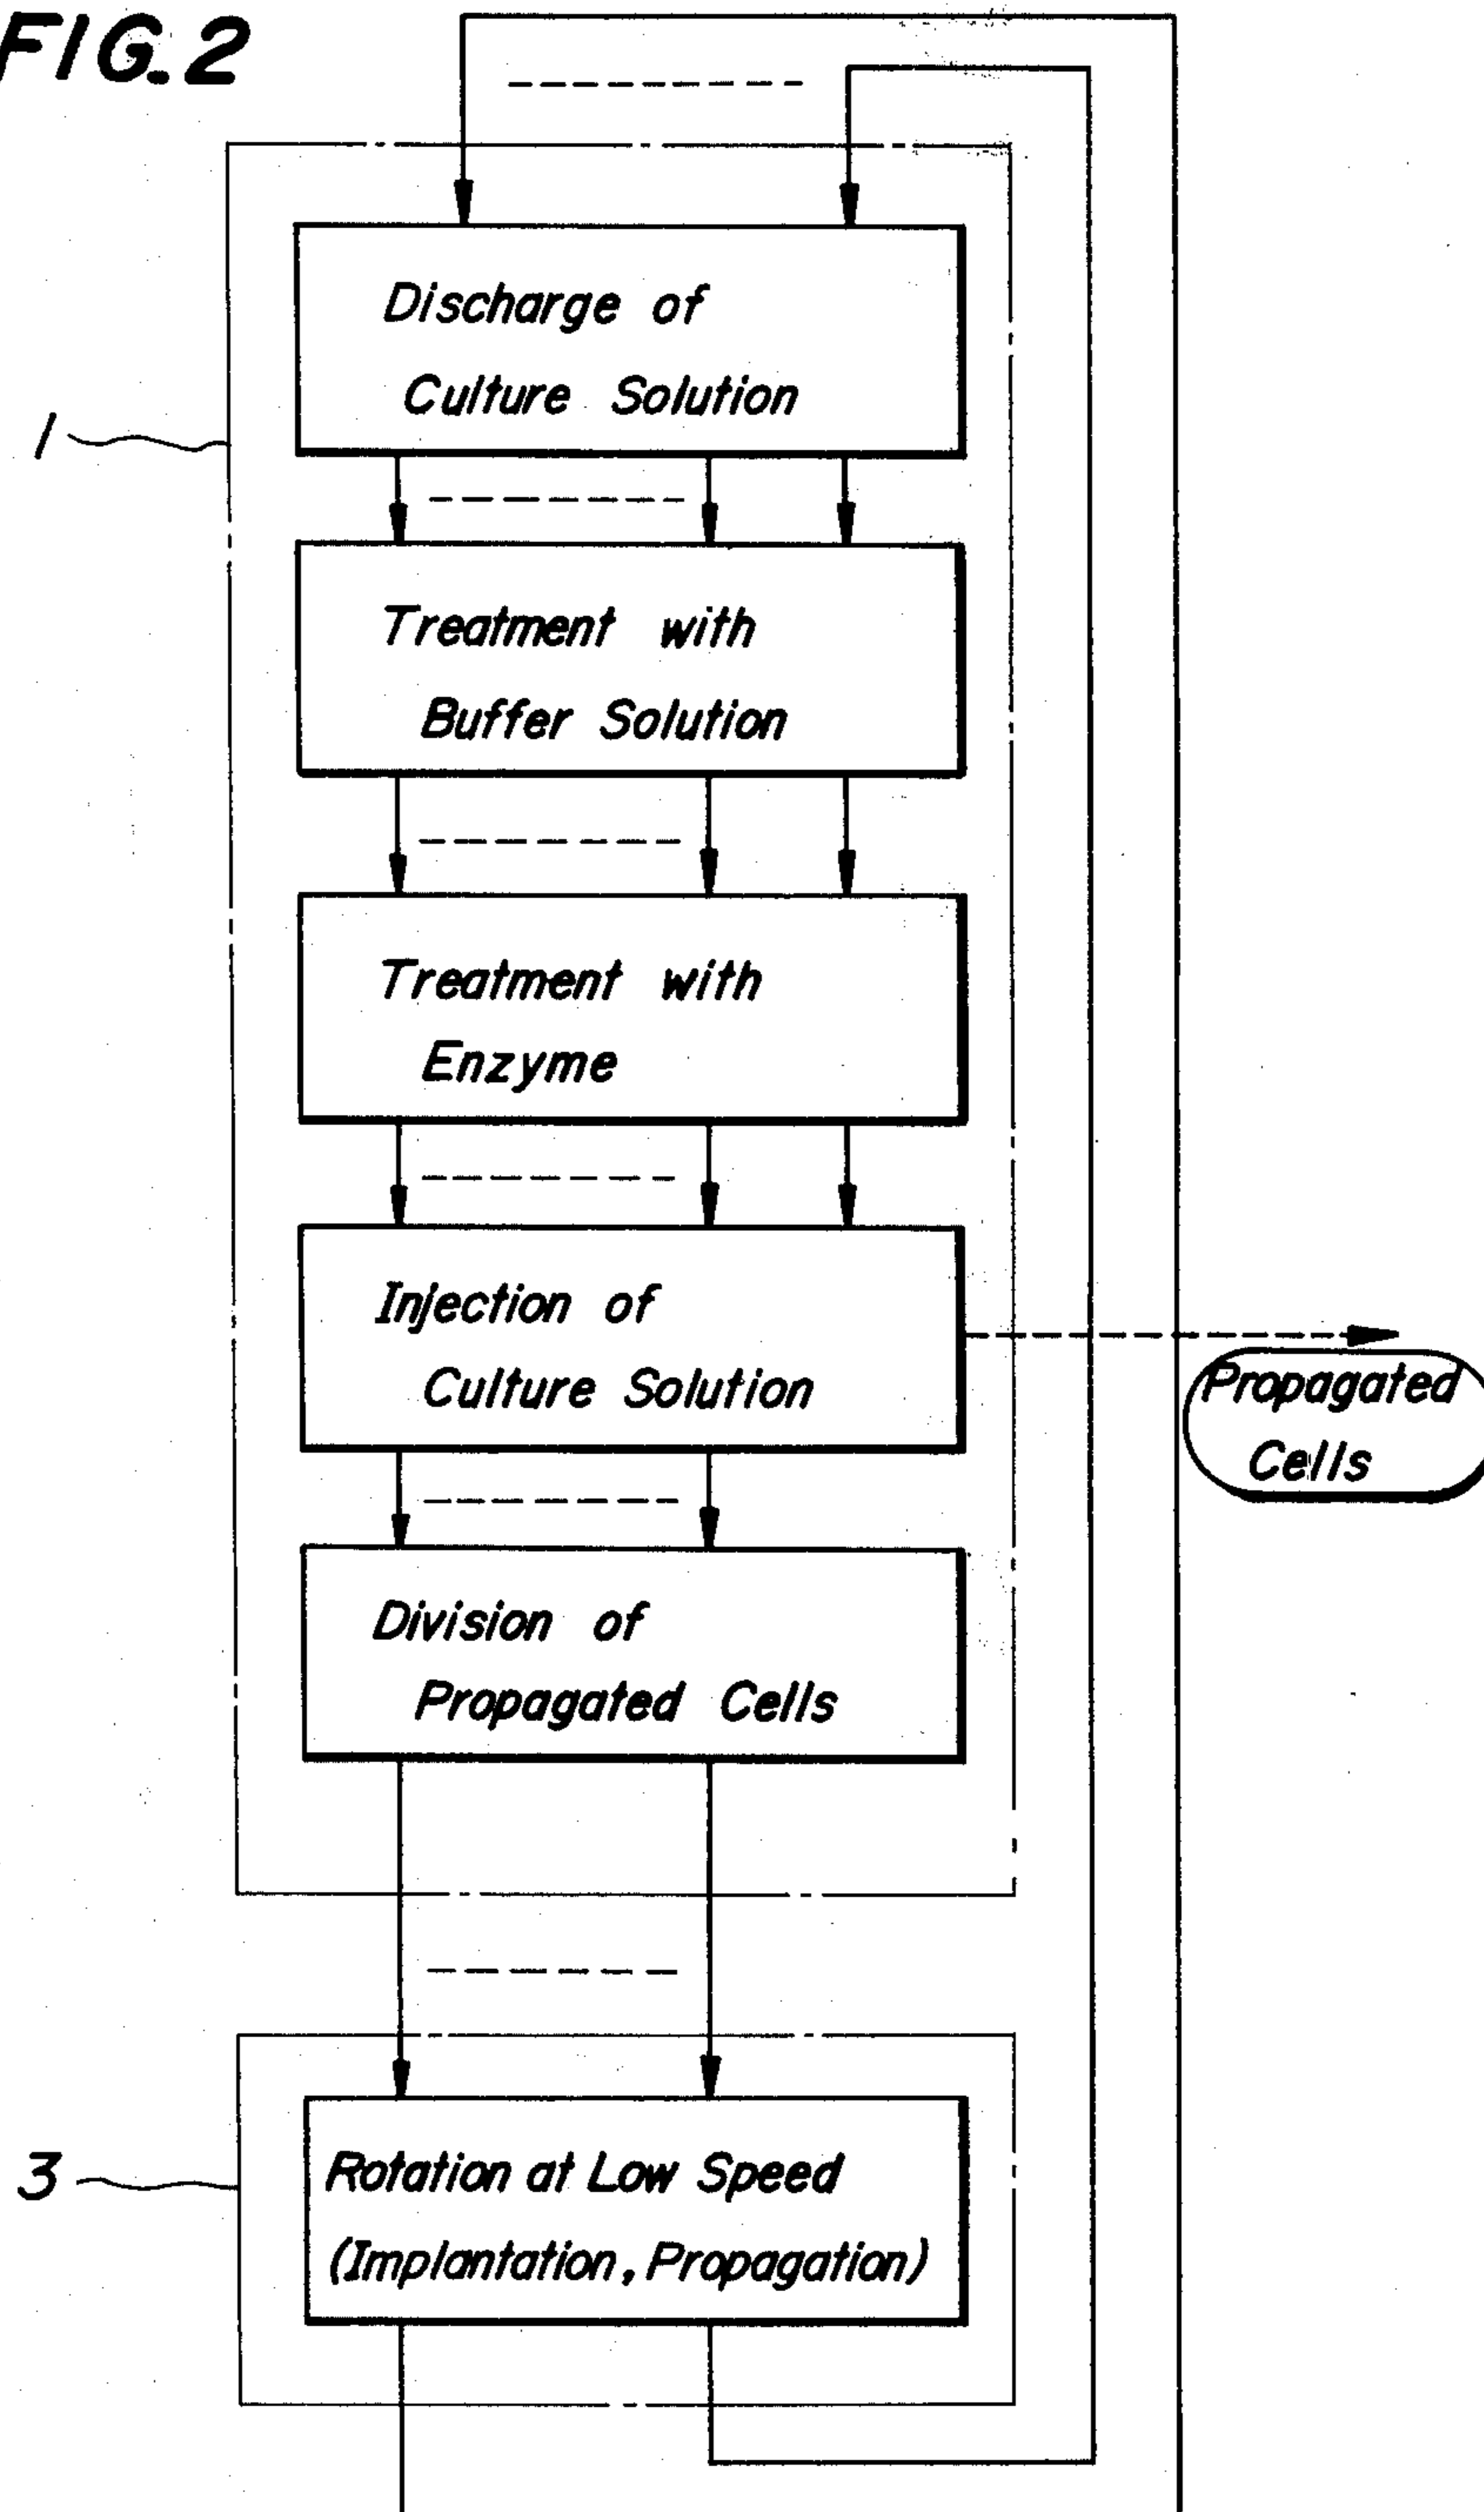 FIG.2
Discharge of
Culture Solution
1
Treatment with
Buffer Solution
Treatment with
Enzyme
Injection of
Culture Solution
Propagated
Cells
Division of
Propagated Cells
3
Rotation at Low Speed
(Implantation, Propagation)